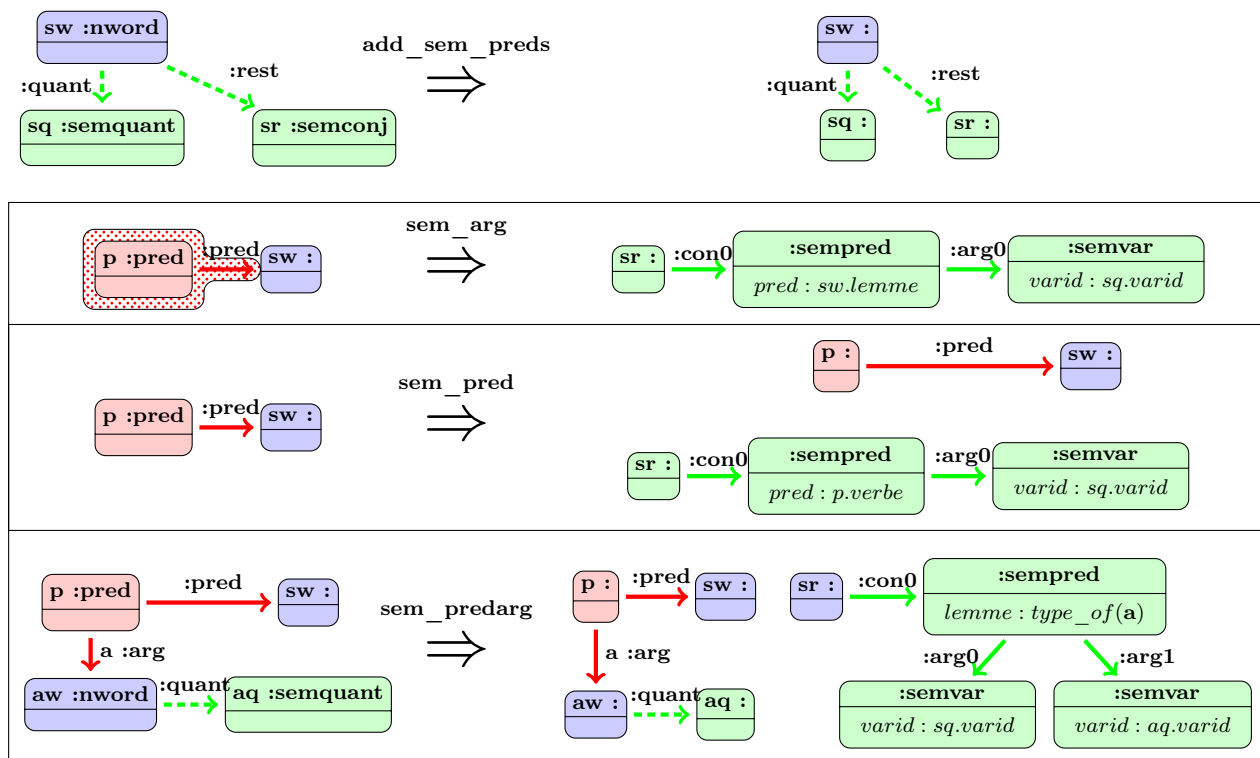 sw :nword
add_sem_preds
sw :
:quant
:rest
:quant
:rest
sq :semquant
sr :semconj
sq :
sr :
p :pred
:pred
sw :
sem_arg
sr :
:con0
:sempred
pred : sw.lemme
:arg0
:semvar
varid : sq.varid
p :pred
:pred
sw :
sem_pred
p :
:pred
sw :
sr :
:con0
:sempred
pred : p.verbe
:arg0
:semvar
varid : sq.varid
p :pred
:pred
sw :
a :arg
aw :nword
:quant
aq :semquant
sem_predarg
p :
:pred
sw :
a :arg
aw :
:quant
aq :
sr :
:con0
:sempred
lemme : type_of(a)
:arg0
:arg1
:semvar
varid : sq.varid
:semvar
varid : aq.varid